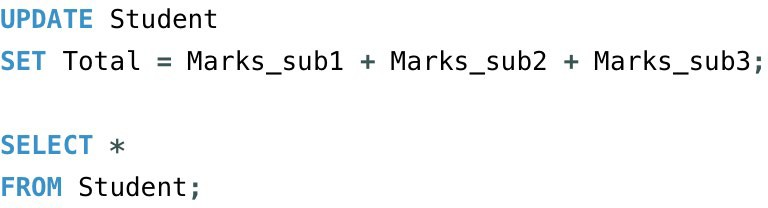 UPDATE Student
SET Total = Marks_sub1 + Marks_sub2 + Marks_sub3;
SELECT *
FROM Student;